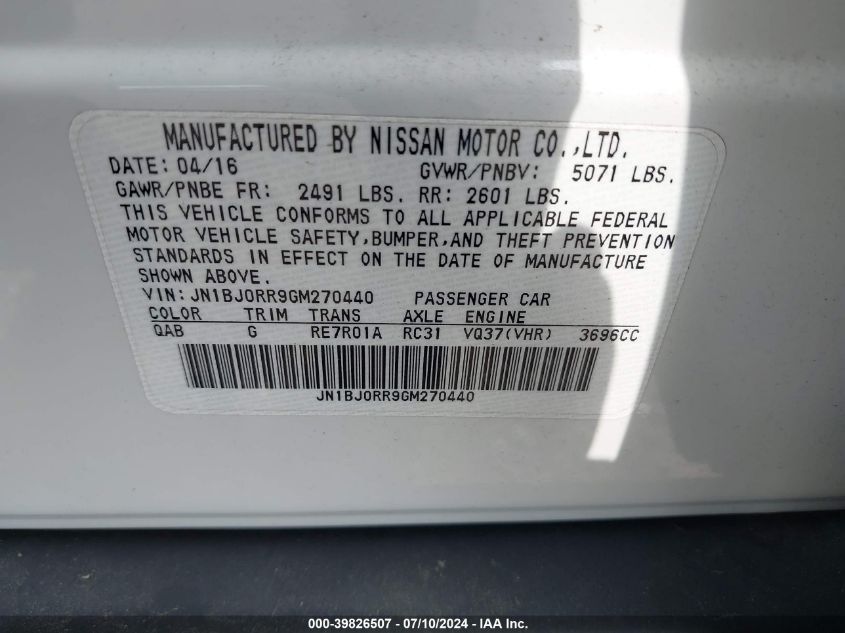 MANUFACTURED BY NISSAN MOTOR CO.,LTD.
DATE: 04/16 GVWR/PNBV: 5071 LBS.
GAWR/PNBE FR: 2491 LBS. RR: 2601 LBS.
THIS VEHICLE CONFORMS TO ALL APPLICABLE FEDERAL
MOTOR VEHICLE SAFETY,BUMPER,AND THEFT PREVENTION
STANDARDS IN EFFECT ON THE DATE OF MANUFACTURE
SHOWN ABOVE.
VIN: JN1BJ0RR9GM270440 PASSENGER CAR
COLOR TRIM TRANS AXLE ENGINE
QAB G RE7R01A RC31 VQ37(VHR) 3696CC
JN1BJ0RR9GM270440
000-39826507 - 07/10/2024 - IAA Inc.